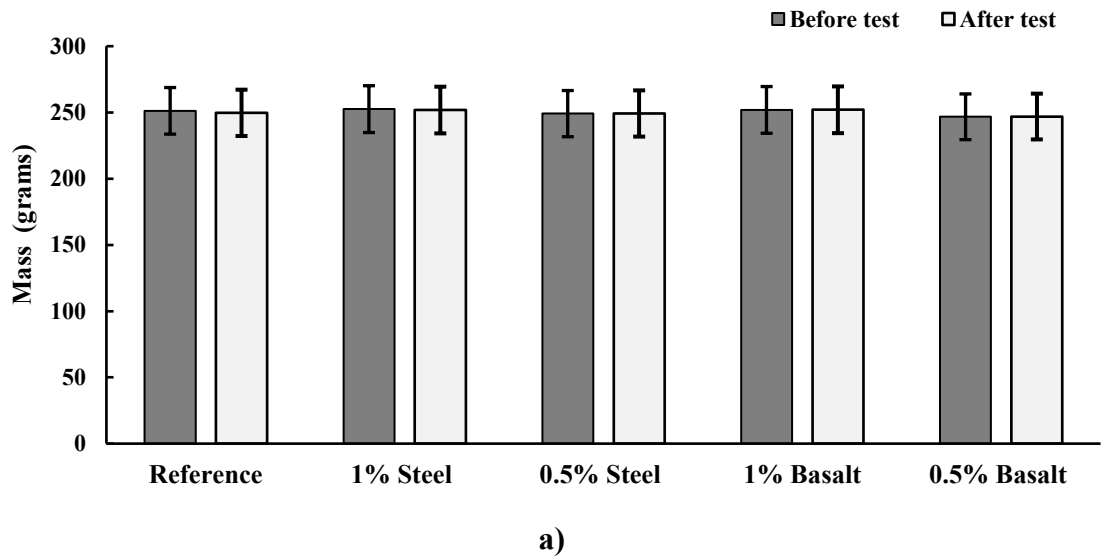 Before test After test
300
250
200
150
100
50
0
Mass (grams)
Reference 1% Steel 0.5% Steel 1% Basalt 0.5% Basalt
a)